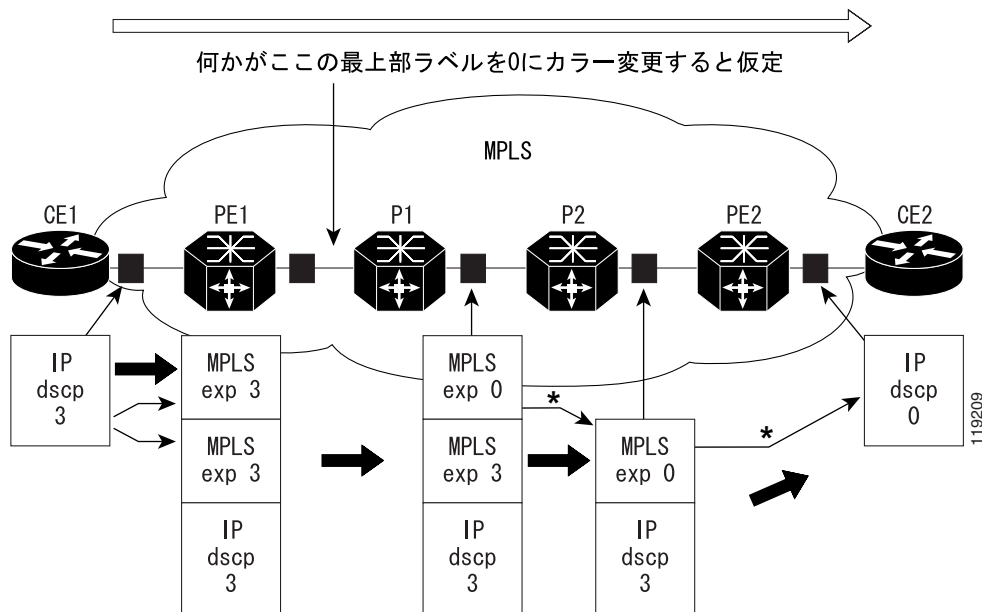 何かがここの最上部ラベルを0にカラー変更すると仮定
MPLS
CE1
PE1
P1
P2
PE2
CE2
IP
dscp
3
MPLS
exp 3
MPLS
exp 3
IP
dscp
3
MPLS
exp 0
MPLS
exp 3
IP
dscp
3
*
MPLS
exp 0
IP
dscp
3
*
IP
dscp
0
119209